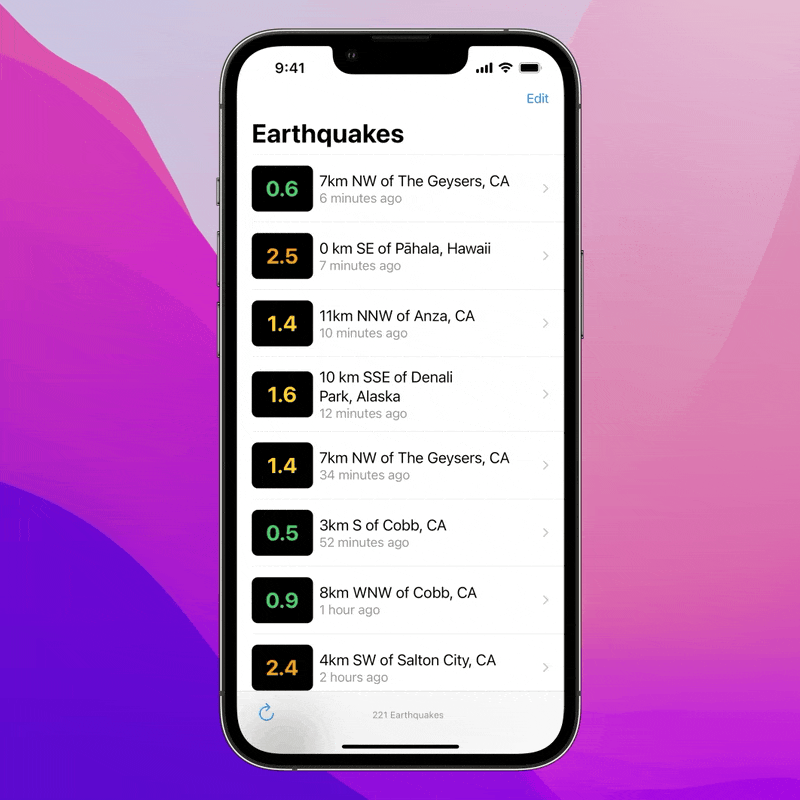 9:41
Edit
Earthquakes
0.6
7km NW of The Geysers, CA
6 minutes ago
2.5
0 km SE of Pāhala, Hawaii
7 minutes ago
1.4
11km NNW of Anza, CA
10 minutes ago
1.6
10 km SSE of Denali
Park, Alaska
12 minutes ago
1.4
7km NW of The Geysers, CA
34 minutes ago
0.5
3km S of Cobb, CA
52 minutes ago
0.9
8km WNW of Cobb, CA
1 hour ago
2.4
4km SW of Salton City, CA
2 hours ago
221 Earthquakes